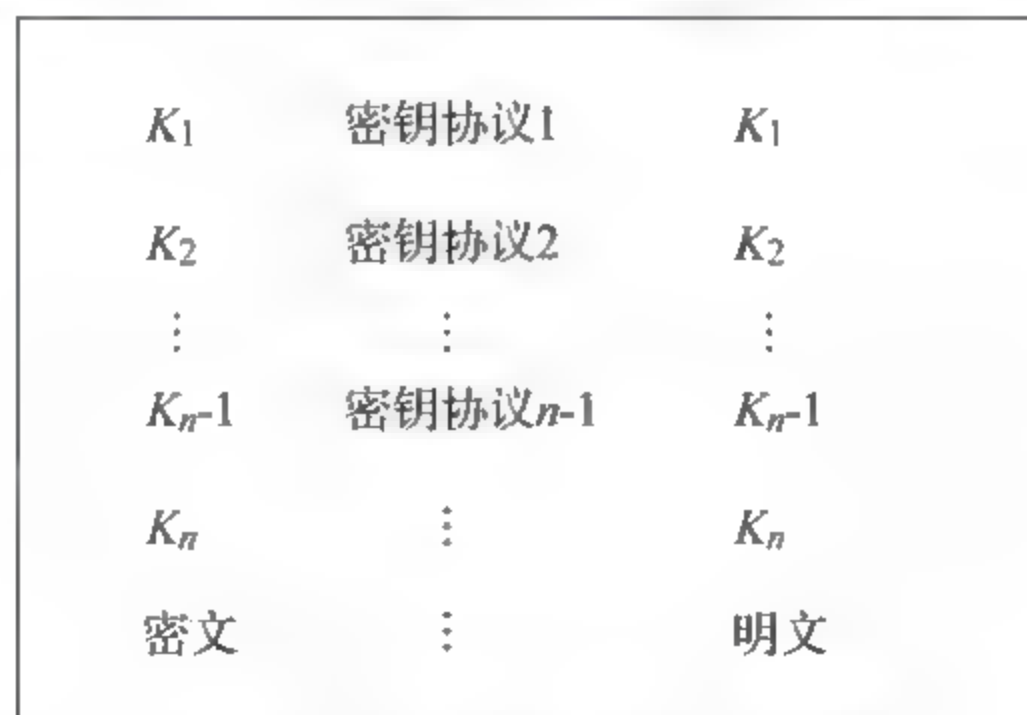 K1 密钥协议1 K1
K2 密钥协议2 K2
⋮ ⋮ ⋮
Kn-1 密钥协议n-1 Kn-1
Kn ⋮ Kn
密文 ⋮ 明文